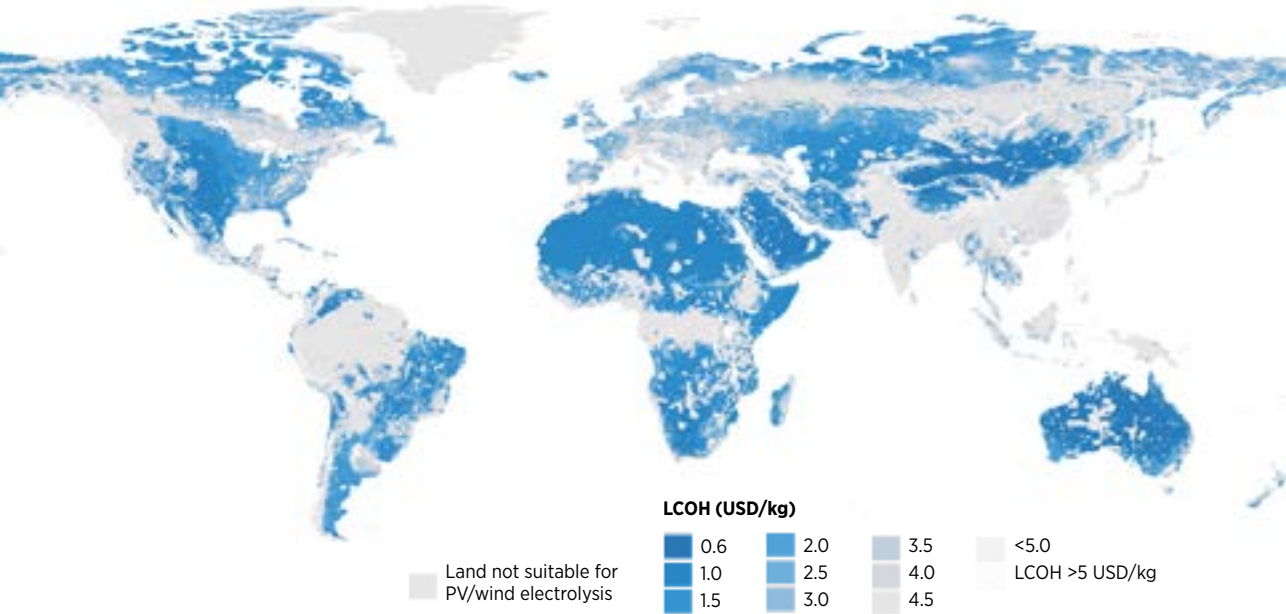 LCOH (USD/kg)
0.6
1.0
1.5
2.0
2.5
3.0
3.5
4.0
4.5
<5.0
LCOH >5 USD/kg
Land not suitable for
PV/wind electrolysis